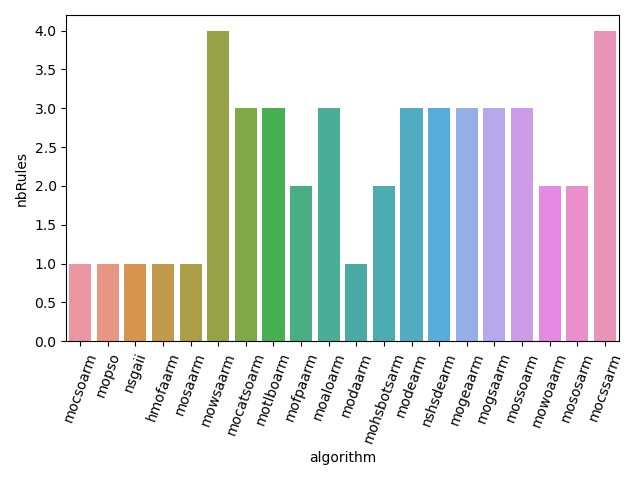 4.0
3.5
3.0
2.5
2.0
1.5
1.0
0.5
0.0
nbRules
mocsoarm
mopso
nsgaii
hmofaarm
mosaarm
mowsaarm
mocatsoarm
motlboarm
mofpaarm
moaloarm
modaarm
mohsbotsarm
modearm
nshsdearm
mogeaarm
mogsaarm
mossoarm
mowoaarm
mososarm
mocssarm
algorithm